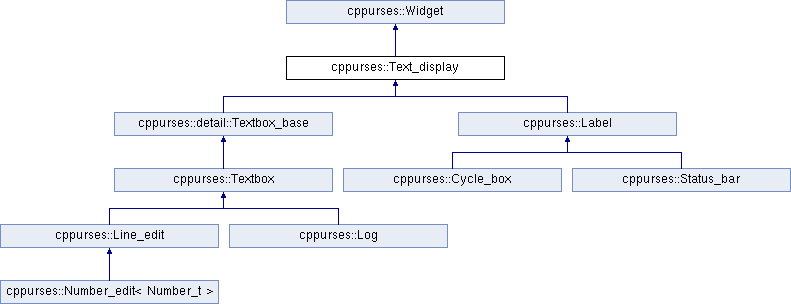 cppurses::Widget
cppurses::Text_display
cppurses::detail::Textbox_base
cppurses::Label
cppurses::Textbox
cppurses::Cycle_box
cppurses::Status_bar
cppurses::Line_edit
cppurses::Log
cppurses::Number_edit< Number_t >